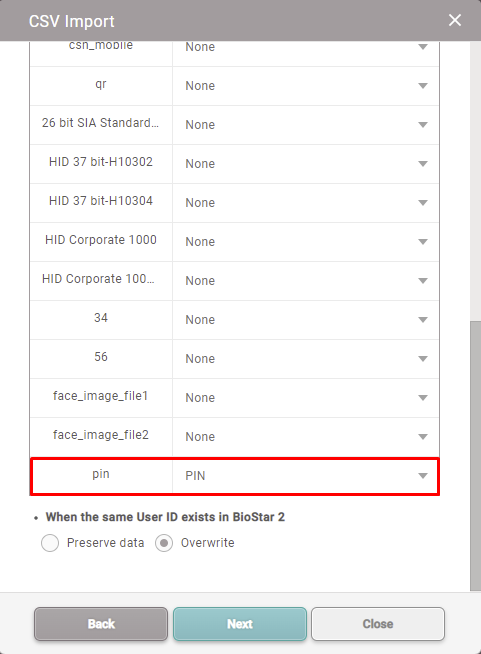 CSV Import
csn_mobile None
qr None
26 bit SIA Standard... None
HID 37 bit-H10302 None
HID 37 bit-H10304 None
HID Corporate 1000 None
HID Corporate 100... None
34 None
56 None
face_image_file1 None
face_image_file2 None
pin PIN
• When the same User ID exists in BioStar 2
Preserve data Overwrite
Back Next Close